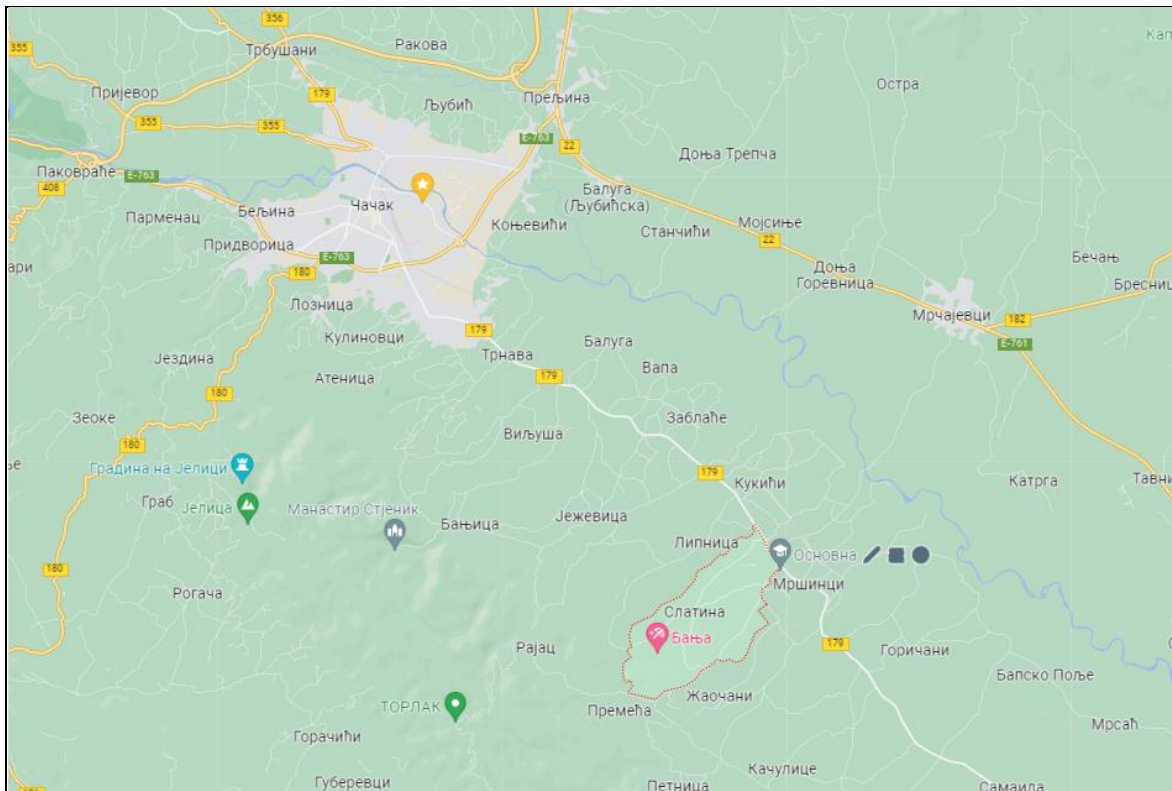 356
355
Трбушани
Ракова
Остра
Пријевор
179
Љубић
Прељина
355
355
E-763
22
Доња Трепча
Паковраће
E-763
408
Балуга
(Љубићска)
Парменац
Бељина
Чачак
Коњевићи
Станчићи
Мојсиње
22
Придворица
E-763
180
Доња
Горевница
Бечањ
Лозница
Мрчајевци
182
Кулиновци
179
Балуга
E-761
Јездина
Трнава
Вапа
Атеница
179
180
Зеоке
Заблаће
180
Виљуша
Градина на Јелици
179
Кукићи
Катрга
Граб
Јелица
Манастир Стјеник
Бањица
Јежевица
Липница
Основна
180
Мршинци
Рогача
Слатина
Рајац
Бања
179
Горичани
Бапско Поље
Жаочани
ТОРЛАК
Премећа
Мрсаћ
Горачићи
Качулице
Губеревци
Петница
Самаила